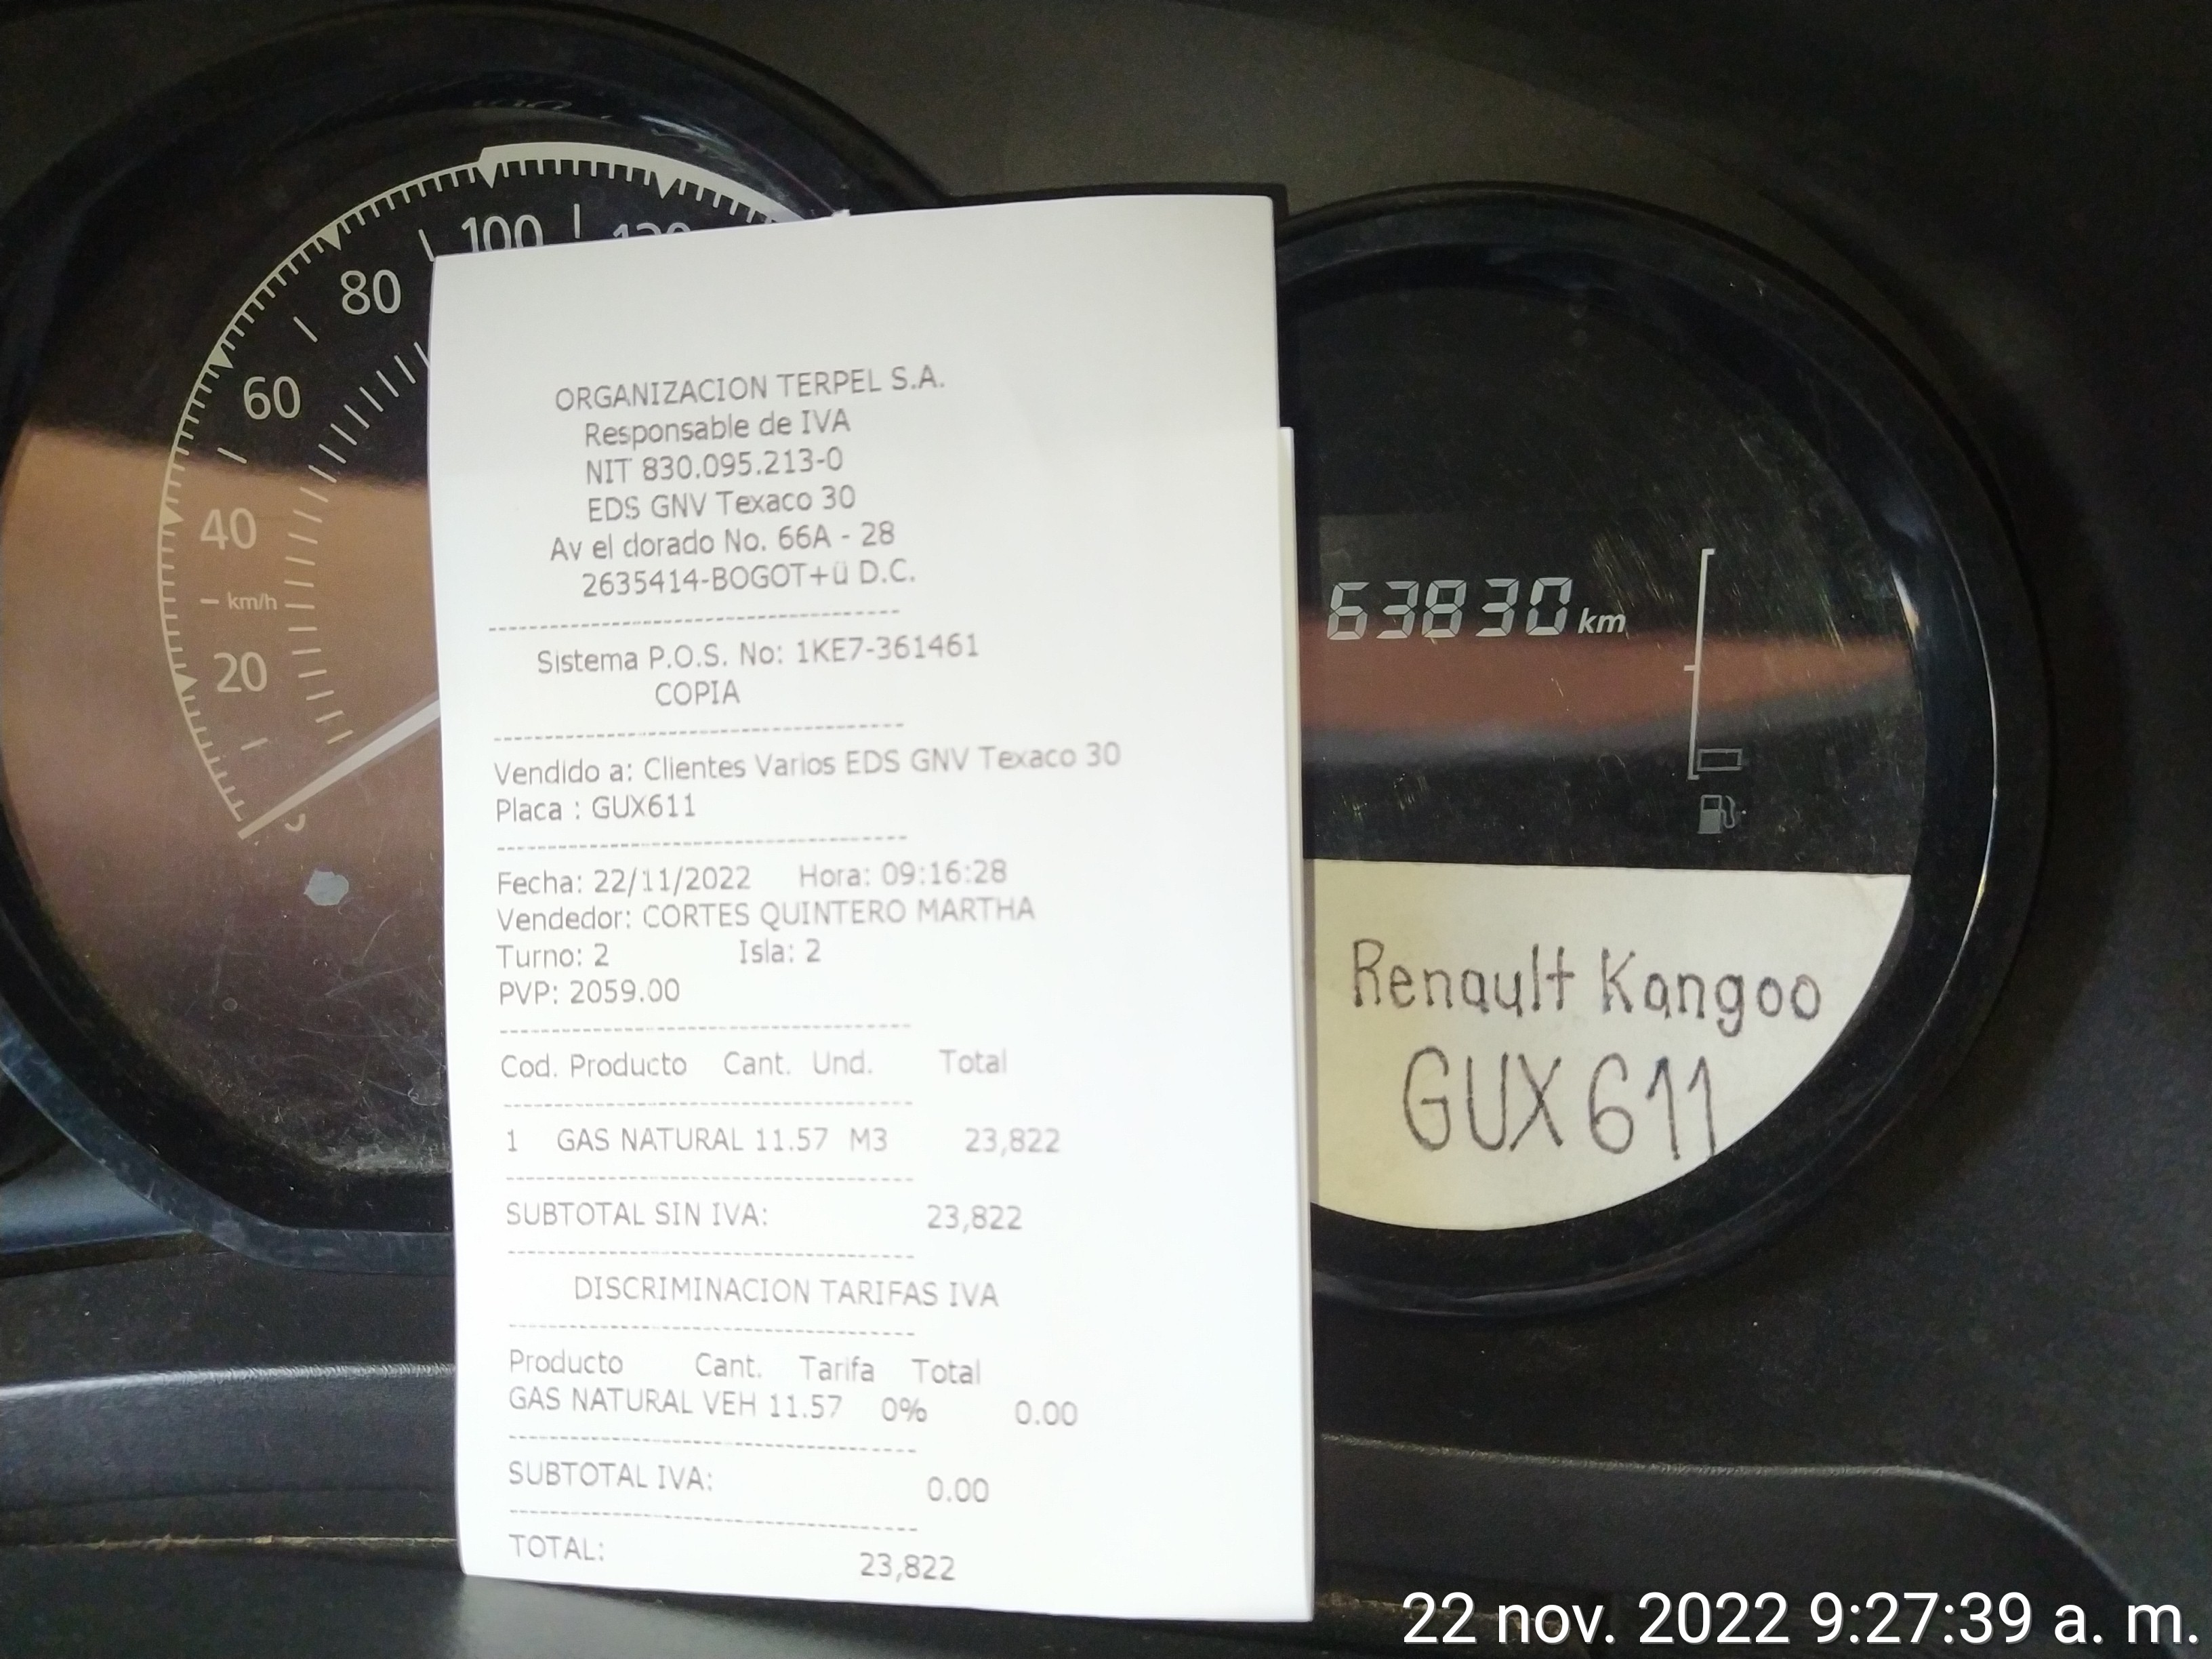 100
120
80
60
40
km/h
20
ORGANIZACION TERPEL S.A.
Responsable de IVA
NIT 830.095.213-0
EDS GNV Texaco 30
Av el dorado No. 66A - 28
2635414-BOGOT+ü D.C.
Sistema P.O.S. No: 1KE7-361461
COPIA
Vendido a: Clientes Varios EDS GNV Texaco 30
Placa : GUX611
Fecha: 22/11/2022 Hora: 09:16:28
Vendedor: CORTES QUINTERO MARTHA
Turno: 2 Isla: 2
PVP: 2059.00
Cod. Producto Cant. Und. Total
1 GAS NATURAL 11.57 M3 23,822
SUBTOTAL SIN IVA: 23,822
DISCRIMINACION TARIFAS IVA
Producto Cant. Tarifa Total
GAS NATURAL VEH 11.57 0% 0.00
SUBTOTAL IVA: 0.00
TOTAL: 23,822
63830 km
Renault Kangoo
GUX611
22 nov. 2022 9:27:39 a. m.